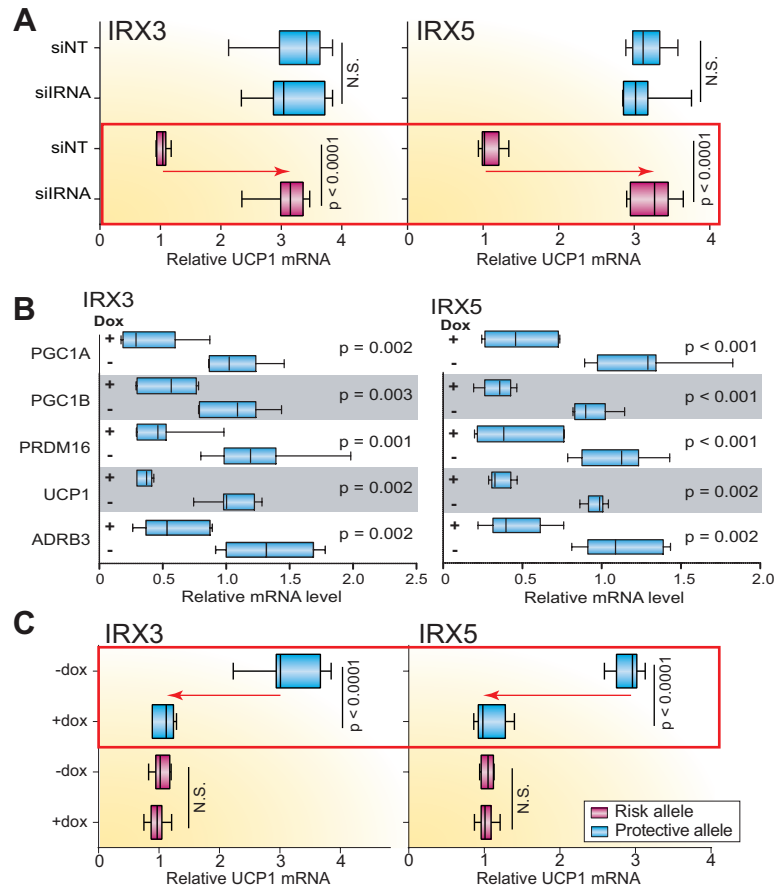 A
IRX3
IRX5
siNT
N.S.
N.S.
siIRNA
siNT
p < 0.0001
p < 0.0001
siIRNA
0 1 2 3 4
0 1 2 3 4
Relative UCP1 mRNA
Relative UCP1 mRNA
B
IRX3
IRX5
Dox
Dox
PGC1A
+
-
p = 0.002
+
-
p < 0.001
PGC1B
+
-
p = 0.003
+
-
p < 0.001
PRDM16
+
-
p = 0.001
+
-
p < 0.001
UCP1
+
-
p = 0.002
+
-
p = 0.002
ADRB3
+
-
p = 0.002
+
-
p = 0.002
0 0.5 1.0 1.5 2.0 2.5
0 0.5 1.0 1.5 2.0
Relative mRNA level
Relative mRNA level
C
IRX3
IRX5
-dox
p < 0.0001
p < 0.0001
+dox
-dox
N.S.
N.S.
+dox
Risk allele
Protective allele
0 1 2 3 4
0 1 2 3 4
Relative UCP1 mRNA
Relative UCP1 mRNA